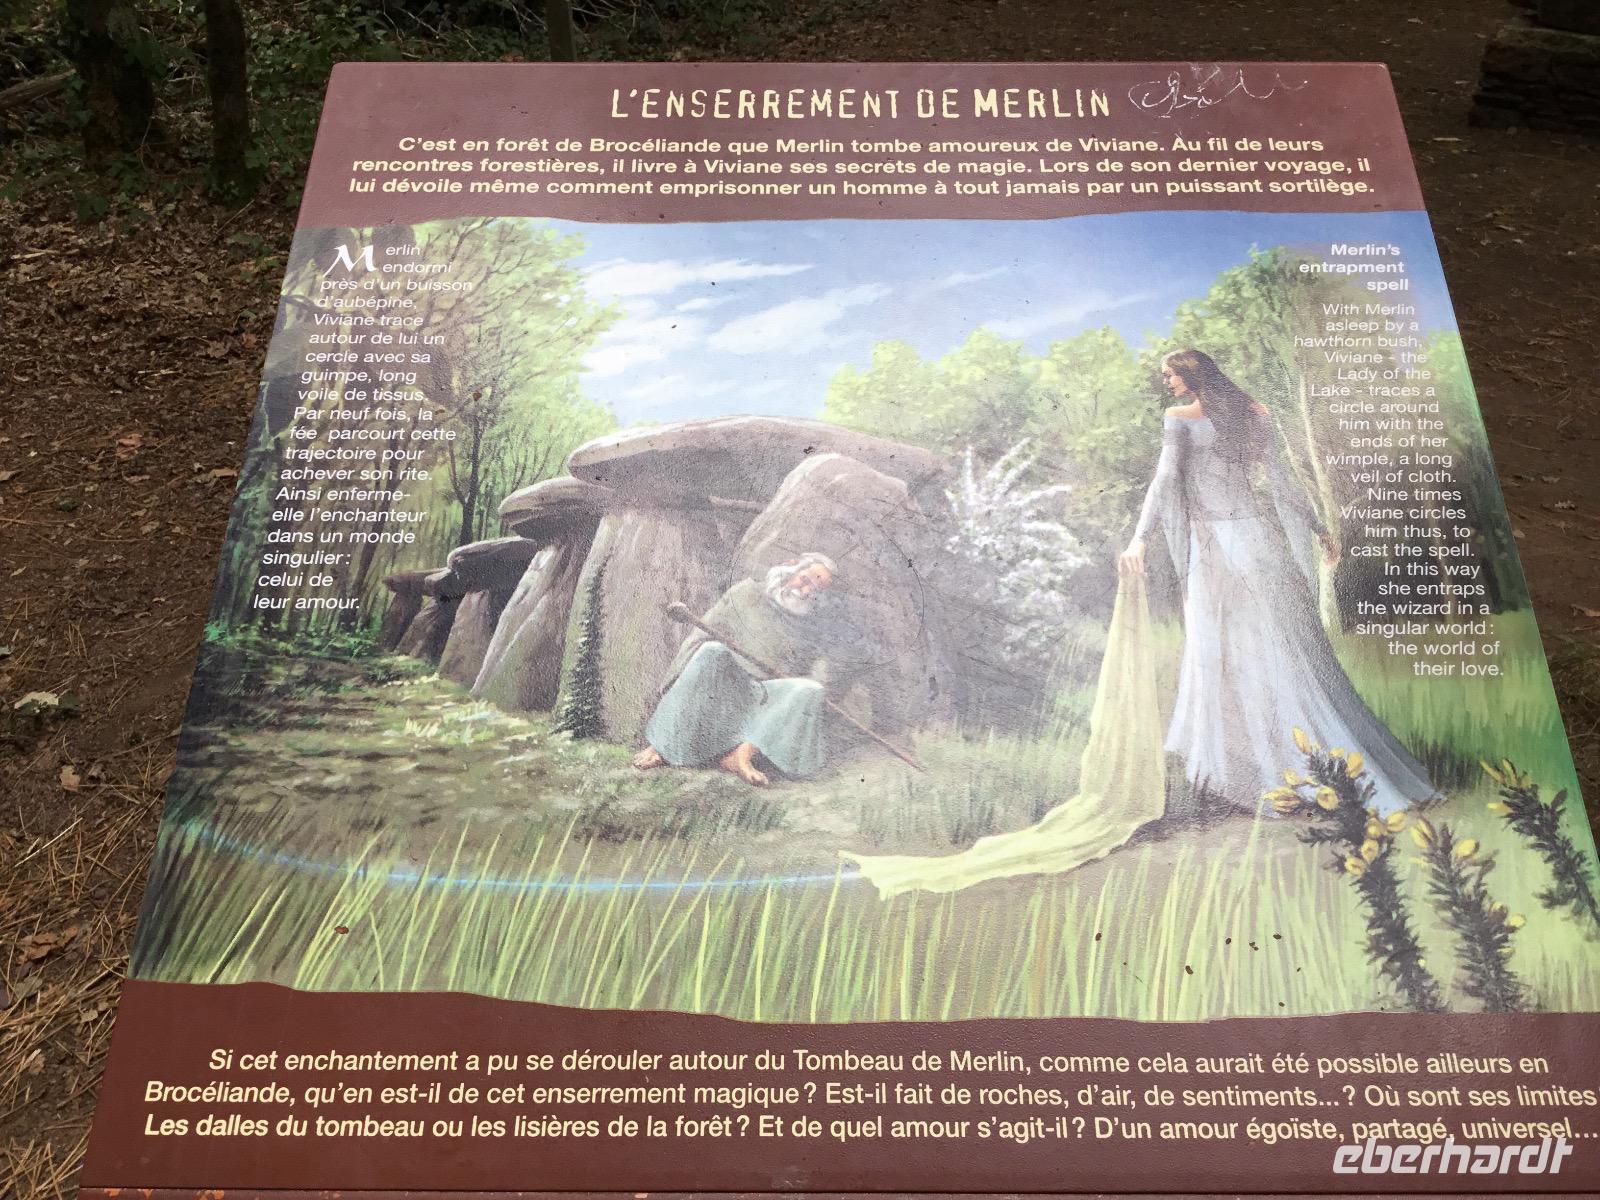 L'ENSERREMENT DE MERLIN
C'est en forêt de Brocéliande que Merlin tombe amoureux de Viviane. Au fil de leurs
rencontres forestières, il livre à Viviane ses secrets de magie. Lors de son dernier voyage, il
lui dévoile même comment emprisonner un homme à tout jamais par un puissant sortilège.
Merlin
endormi
près d'un buisson
d'aubépine,
Viviane trace
autour de lui un
cercle avec sa
guimpe, long
voile de tissus.
Par neuf fois, la
fée parcourt cette
trajectoire pour
achever son rite.
Ainsi enferme-
elle l'enchanteur
dans un monde
singulier :
celui de
leur amour.
Merlin's
entrapment
spell
With Merlin
asleep by a
hawthorn bush,
Viviane - the
Lady of the
Lake - traces a
circle around
him with the
ends of her
wimple, a long
veil of cloth.
Nine times
Viviane circles
him thus, to
cast the spell.
In this way
she entraps
the wizard in a
singular world :
the world of
their love.
Si cet enchantement a pu se dérouler autour du Tombeau de Merlin, comme cela aurait été possible ailleurs en
Brocéliande, qu'en est-il de cet enserrement magique ? Est-il fait de roches, d'air, de sentiments... ? Où sont ses limites ?
Les dalles du tombeau ou les lisières de la forêt ? Et de quel amour s'agit-il ? D'un amour égoïste, partagé, universel...
eberhardt